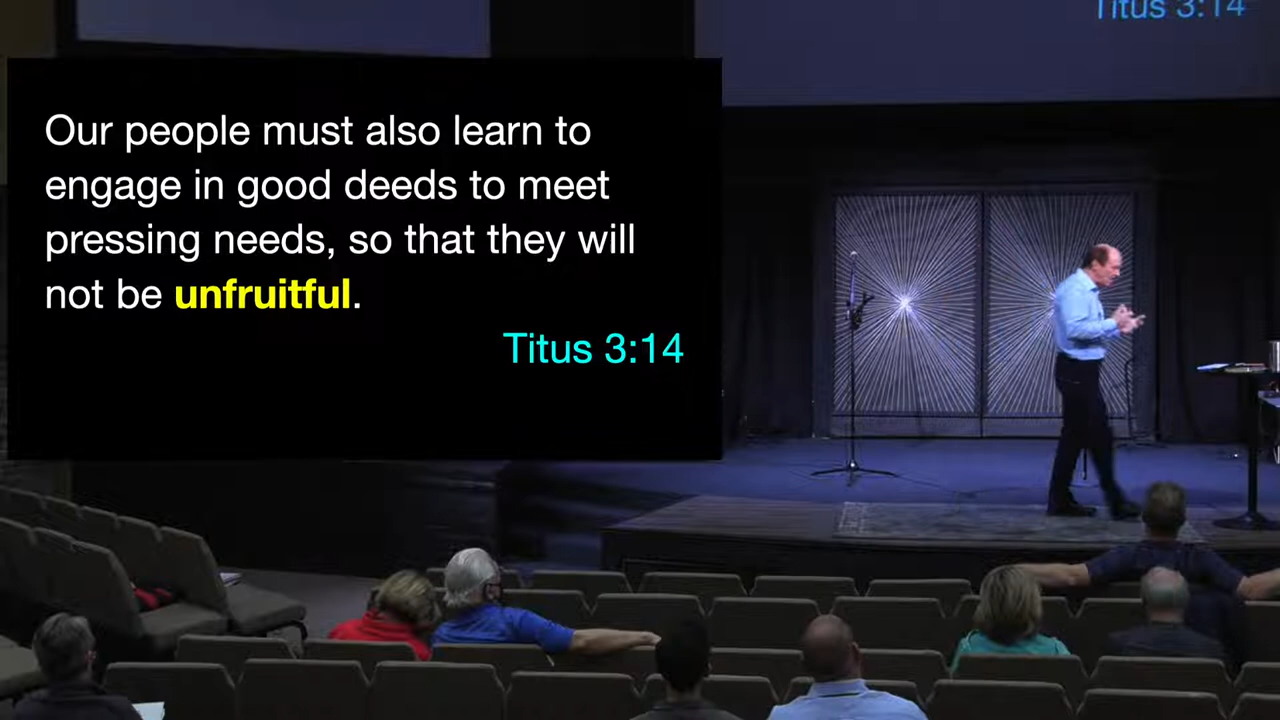 Titus 3:14
Our people must also learn to
engage in good deeds to meet
pressing needs, so that they will
not be unfruitful.
Titus 3:14